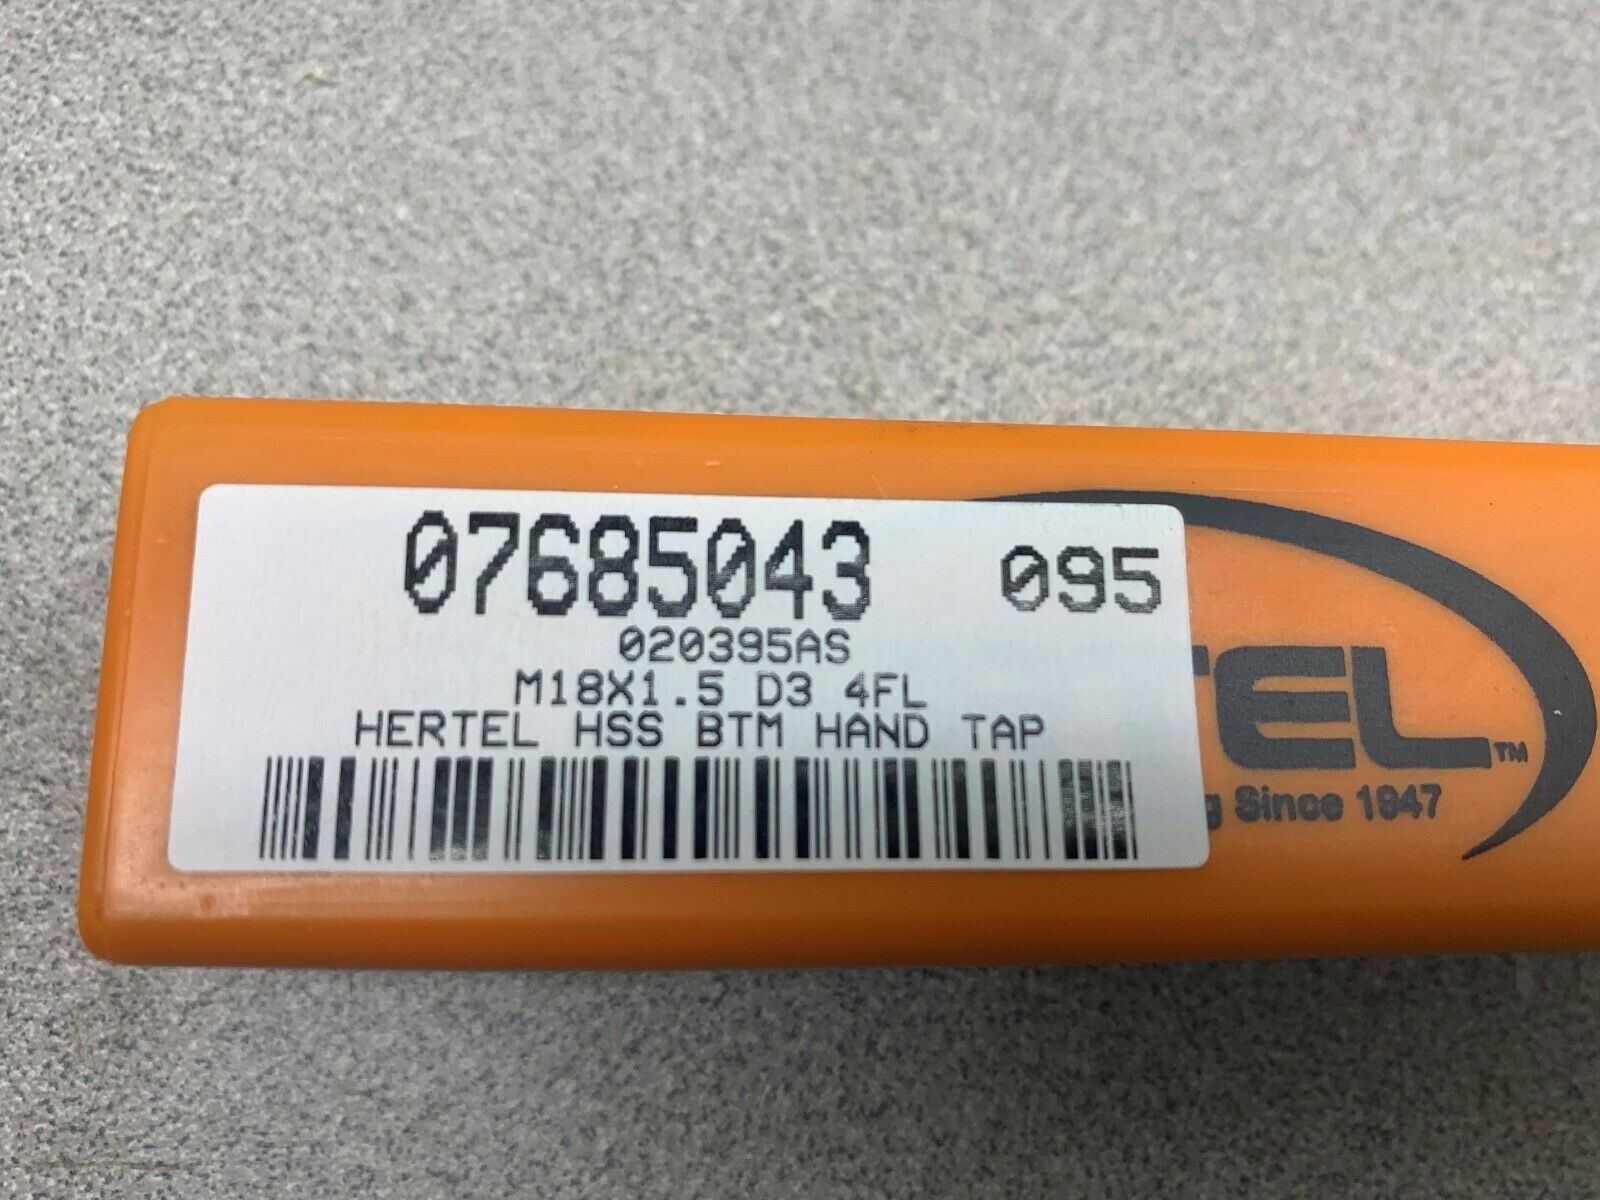 07685043 095
020395AS
M18X1.5 D3 4FL
HERTEL HSS BTM HAND TAP
TEL™
g Since 1947